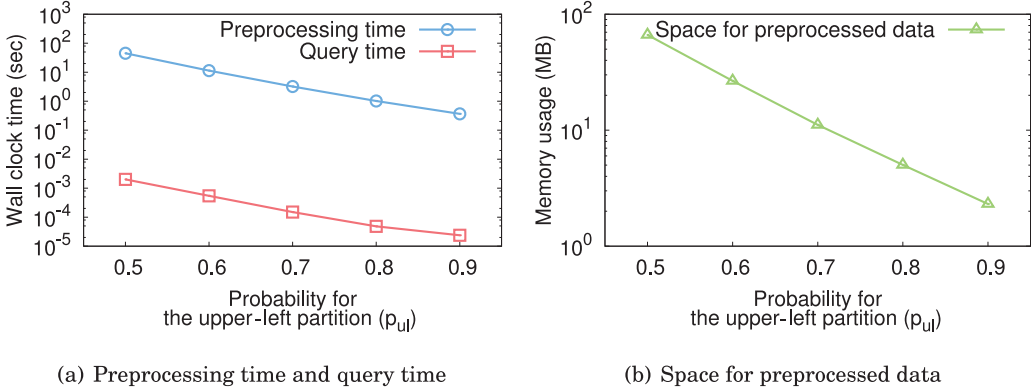 Wall clock time (sec)
10^3
10^2
10^1
10^0
10^-1
10^-2
10^-3
10^-4
10^-5
Preprocessing time
Query time
0.5 0.6 0.7 0.8 0.9
Probability for
the upper-left partition (p_ul)
(a) Preprocessing time and query time
Memory usage (MB)
10^2
10^1
10^0
Space for preprocessed data
0.5 0.6 0.7 0.8 0.9
Probability for
the upper-left partition (p_ul)
(b) Space for preprocessed data